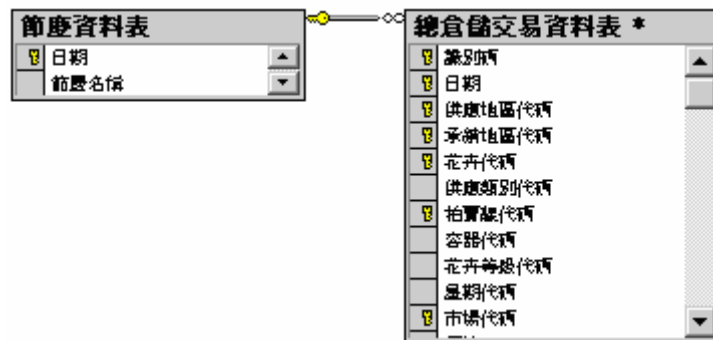 節慶資料表
日期
節慶名稱
總倉儲交易資料表 *
識別碼
日期
供應地區代碼
承銷地區代碼
花卉代碼
供應類別代碼
拍賣線代碼
容器代碼
花卉等級代碼
星期代碼
市場代碼